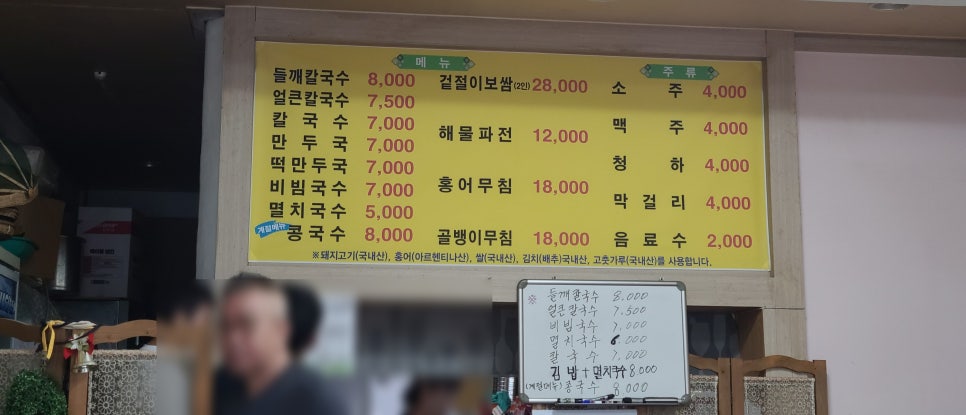 메뉴
들깨칼국수 8,000
얼큰칼국수 7,500
칼국수 7,000
만두국 7,000
떡만두국 7,000
비빔국수 7,000
멸치국수 5,000
계절메뉴 콩국수 8,000
겉절이보쌈(2인) 28,000
해물파전 12,000
홍어무침 18,000
골뱅이무침 18,000
주류
소주 4,000
맥주 4,000
청하 4,000
막걸리 4,000
음료수 2,000
※돼지고기(국내산), 홍어(아르헨티나산), 쌀(국내산), 김치(배추)국내산, 고춧가루(국내산)를 사용합니다.
※ 들깨칼국수 8.000
얼큰칼국수 7.500
비빔국수 7,000
멸치국수 6,000
칼국수 7,000
김밥+멸치국수 8,000
(계절메뉴) 콩국수 8,000